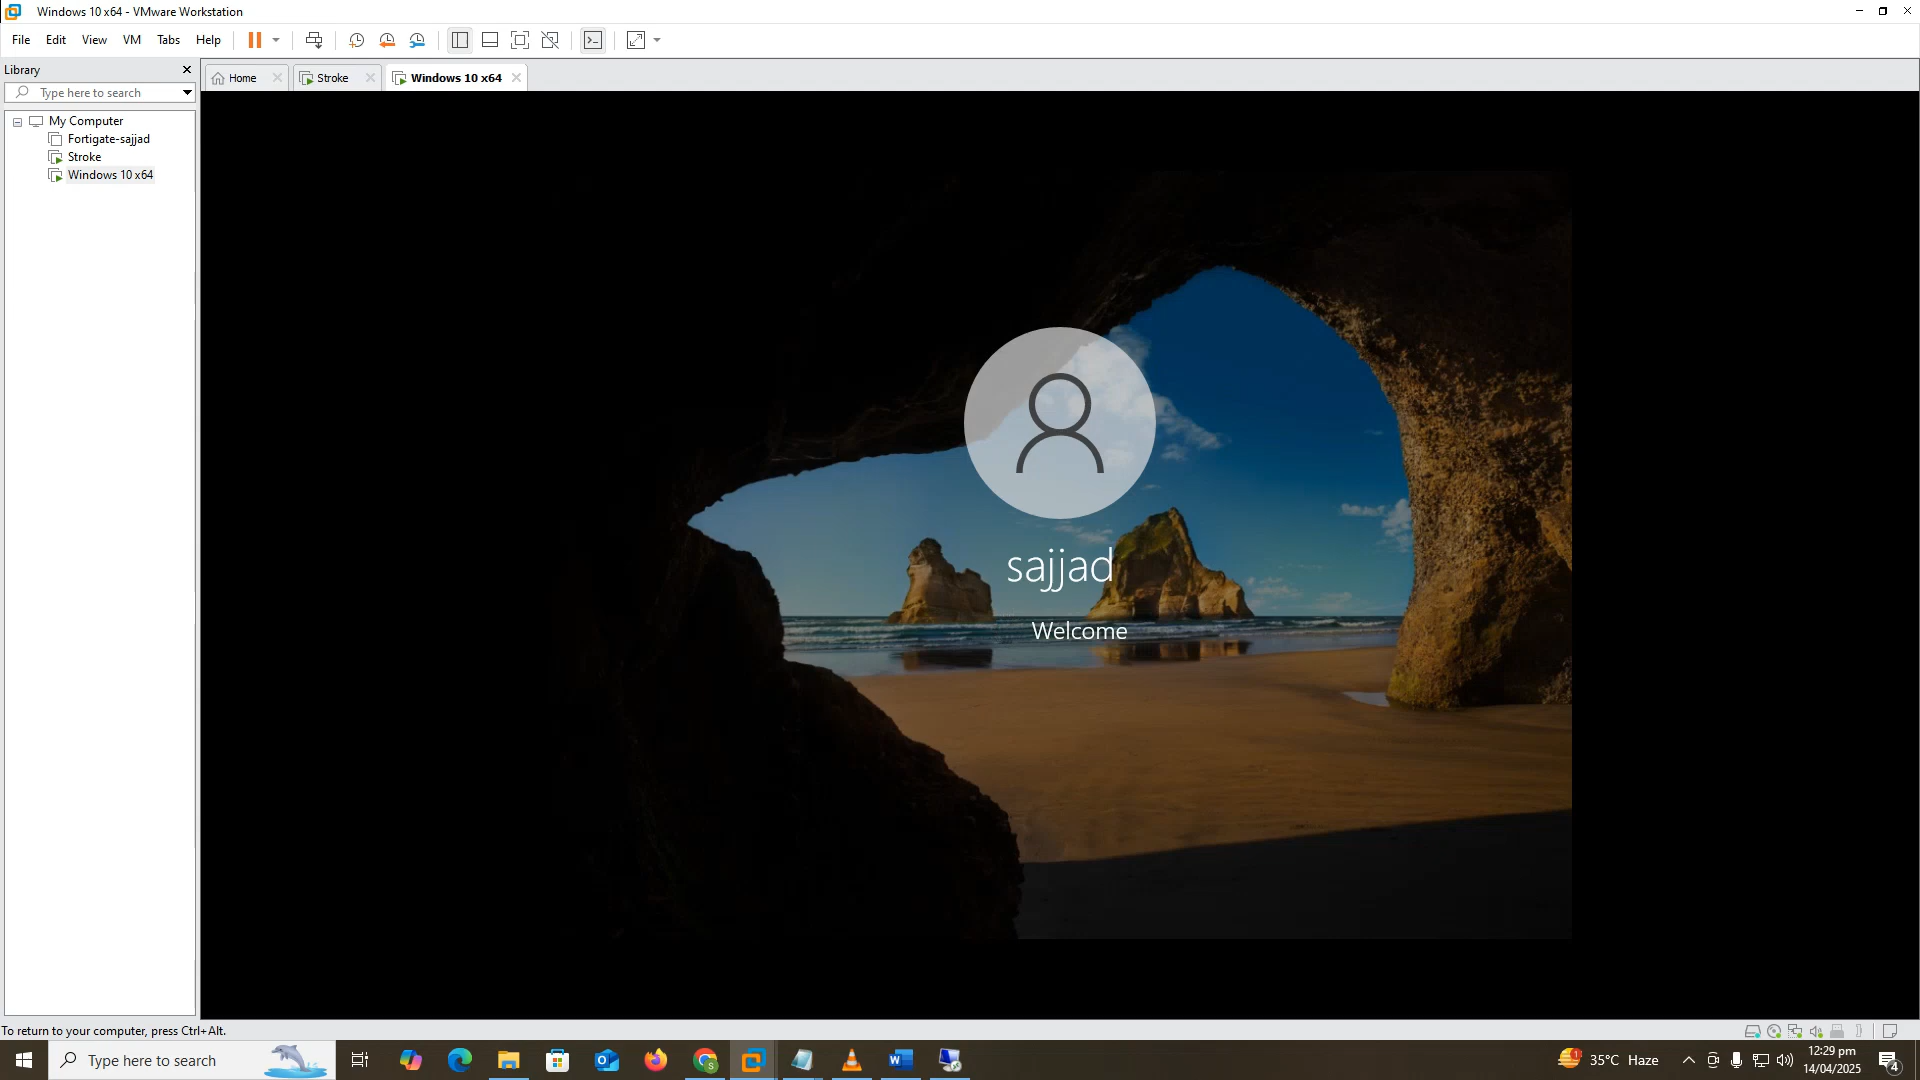 Windows 10 x64 - VMware Workstation
File Edit View VM Tabs Help
Library
Home Stroke Windows 10 x64
Type here to search
My Computer
Fortigate-sajjad
Stroke
Windows 10 x64
sajjad
Welcome
To return to your computer, press Ctrl+Alt.
Type here to search
35°C Haze
12:29 pm
14/04/2025
4